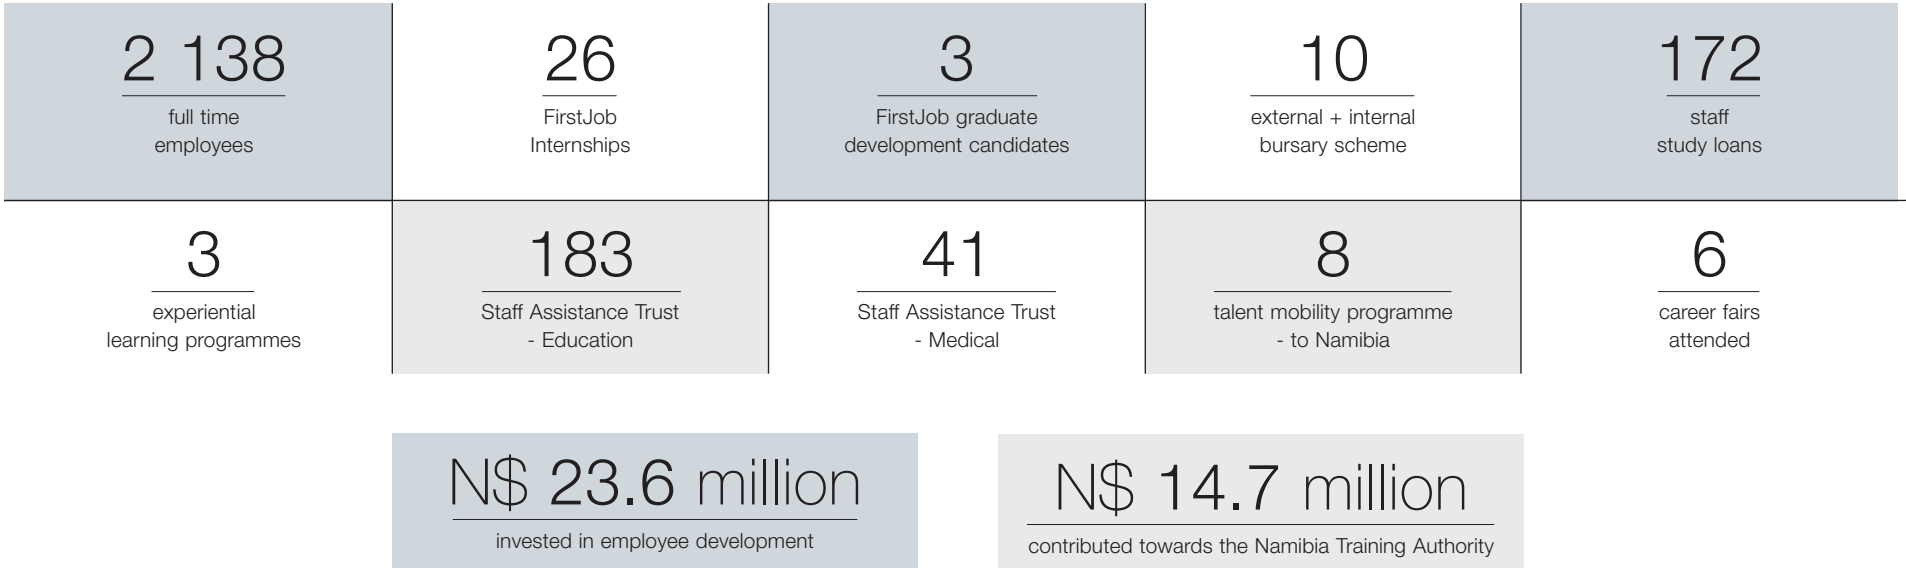 2 138
full time
employees
26
FirstJob
Internships
3
FirstJob graduate
development candidates
10
external + internal
bursary scheme
172
staff
study loans
3
experiential
learning programmes
183
Staff Assistance Trust
- Education
41
Staff Assistance Trust
- Medical
8
talent mobility programme
- to Namibia
6
career fairs
attended
N$ 23.6 million
invested in employee development
N$ 14.7 million
contributed towards the Namibia Training Authority